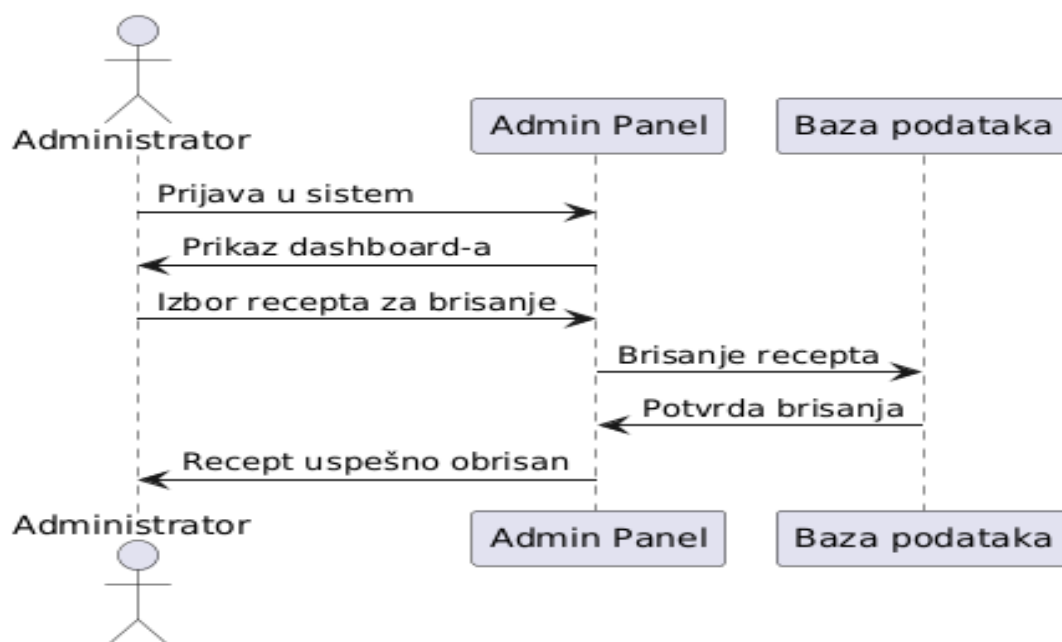 Administrator
Admin Panel
Baza podataka
Prijava u sistem
Prikaz dashboard-a
Izbor recepta za brisanje
Brisanje recepta
Potvrda brisanja
Recept uspešno obrisan
Administrator
Admin Panel
Baza podataka